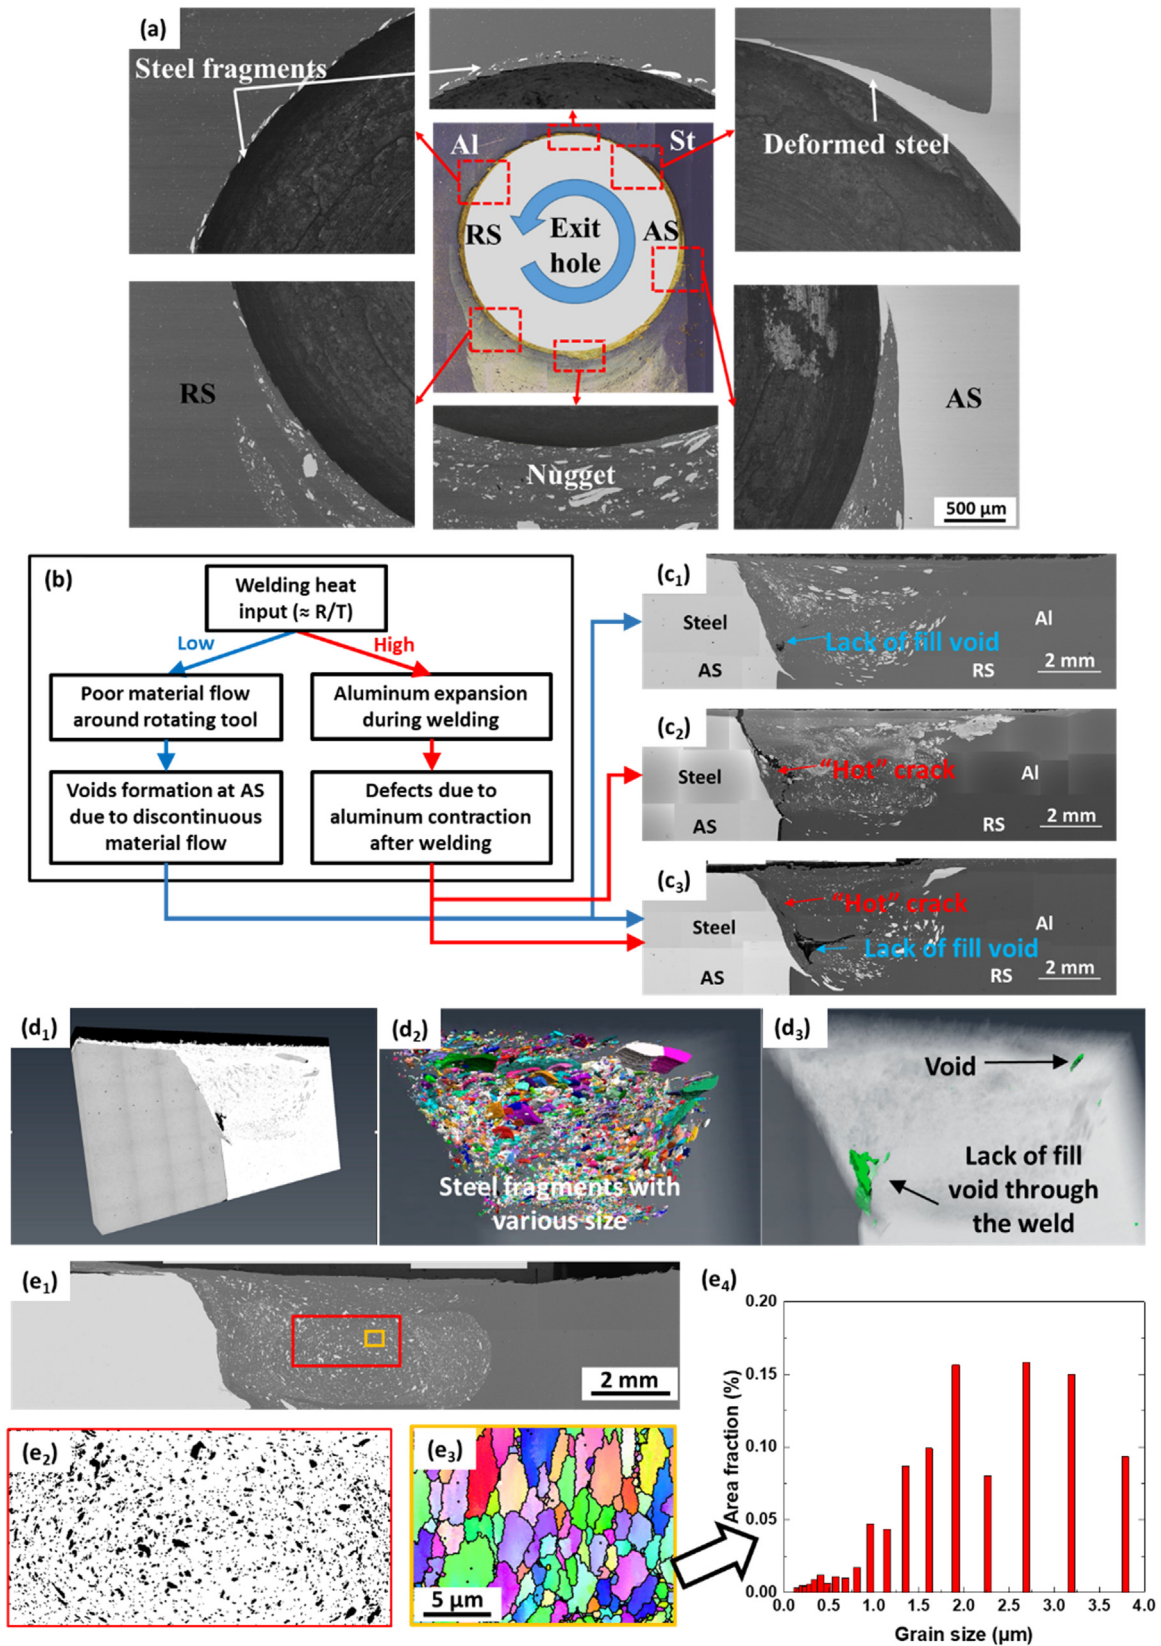 (a)
Steel fragments
Al
St
Deformed steel
RS
Exit
hole
AS
RS
Nugget
AS
500 μm
(b)
Welding heat
input (≈ R/T)
Low
High
Poor material flow
around rotating tool
Aluminum expansion
during welding
Voids formation at AS
due to discontinuous
material flow
Defects due to
aluminum contraction
after welding
(c1)
Steel
Al
Lack of fill void
AS
RS
2 mm
(c2)
Steel
"Hot" crack
Al
AS
RS
2 mm
(c3)
"Hot" crack
Steel
Al
Lack of fill void
AS
RS
2 mm
(d1)
(d2)
Steel fragments with
various size
(d3)
Void
Lack of fill
void through
the weld
(e1)
2 mm
(e2)
(e3)
5 μm
(e4)
0.20
0.15
0.10
0.05
0.00
Area fraction (%)
0.0
0.5
1.0
1.5
2.0
2.5
3.0
3.5
4.0
Grain size (μm)